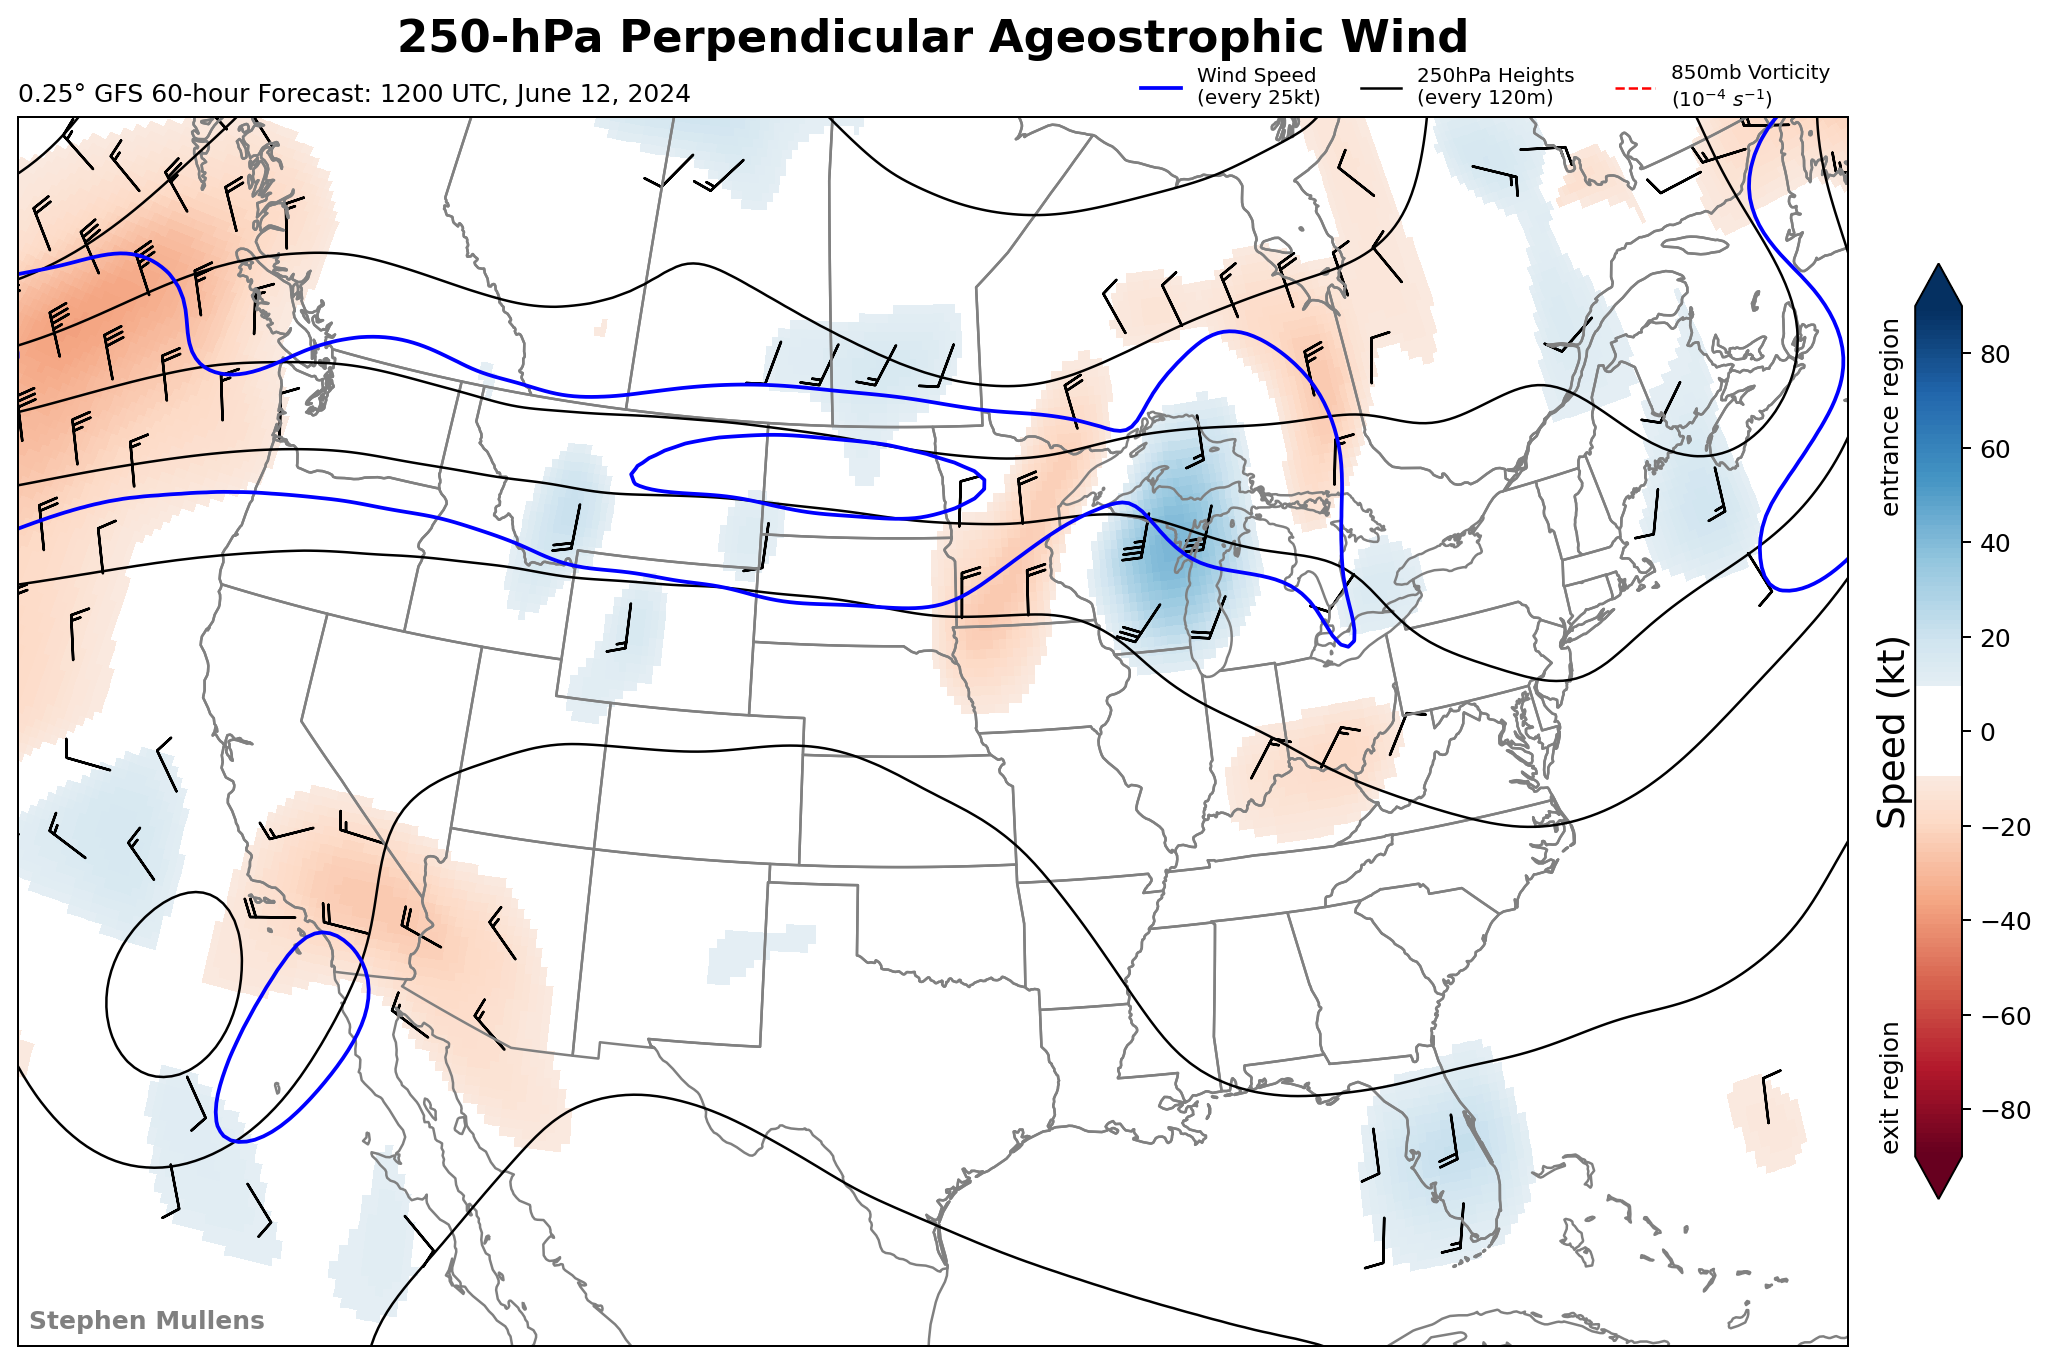 250-hPa Perpendicular Ageostrophic Wind
0.25° GFS 60-hour Forecast: 1200 UTC, June 12, 2024
Wind Speed
(every 25kt)
250hPa Heights
(every 120m)
850mb Vorticity
(10⁻⁴ s⁻¹)
entrance region
Speed (kt)
exit region
80
60
40
20
0
−20
−40
−60
−80
Stephen Mullens